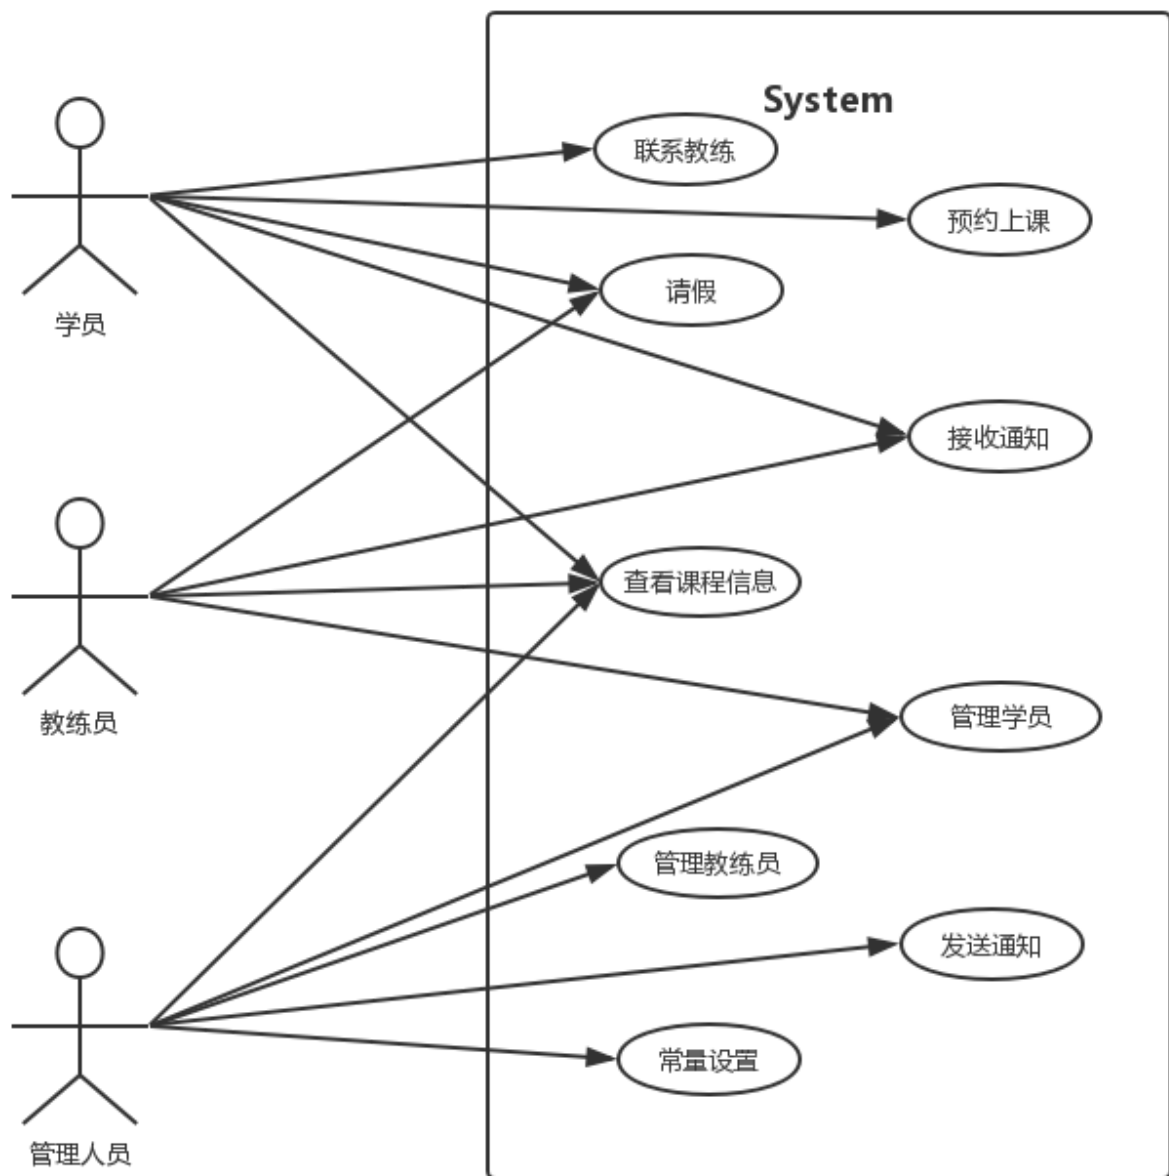 System
联系教练
预约上课
请假
学员
接收通知
查看课程信息
教练员
管理学员
管理教练员
发送通知
常量设置
管理人员